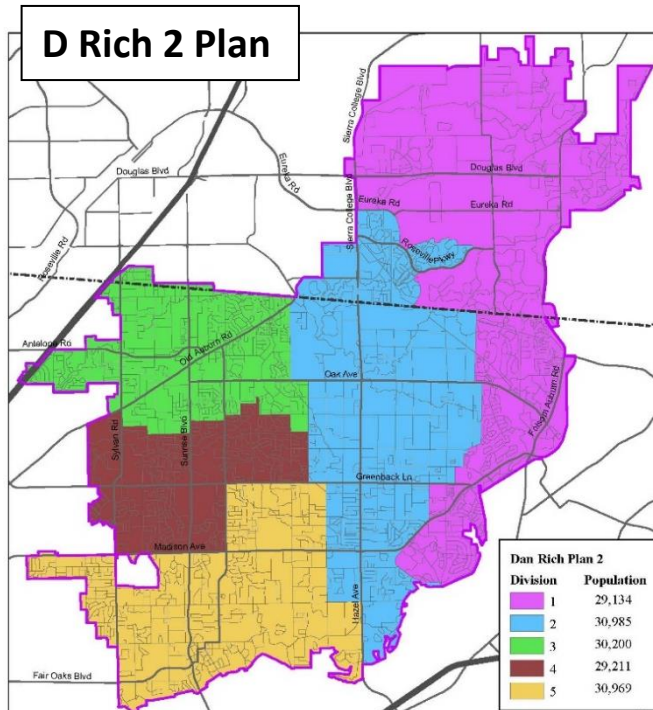 D Rich 2 Plan
Sierra College Blvd
Douglas Blvd
Douglas Blvd
Eureka Rd
Sierra College Blvd
Eureka Rd
Eureka Rd
Roseville Pkwy
Roseville Rd
Antelope Rd
Old Auburn Rd
Oak Ave
Folsom Auburn Rd
Sylvan Rd
Sunrise Blvd
Greenback Ln
Madison Ave
Hazel Ave
Fair Oaks Blvd
Dan Rich Plan 2
Division Population
1 29,134
2 30,985
3 30,200
4 29,211
5 30,969